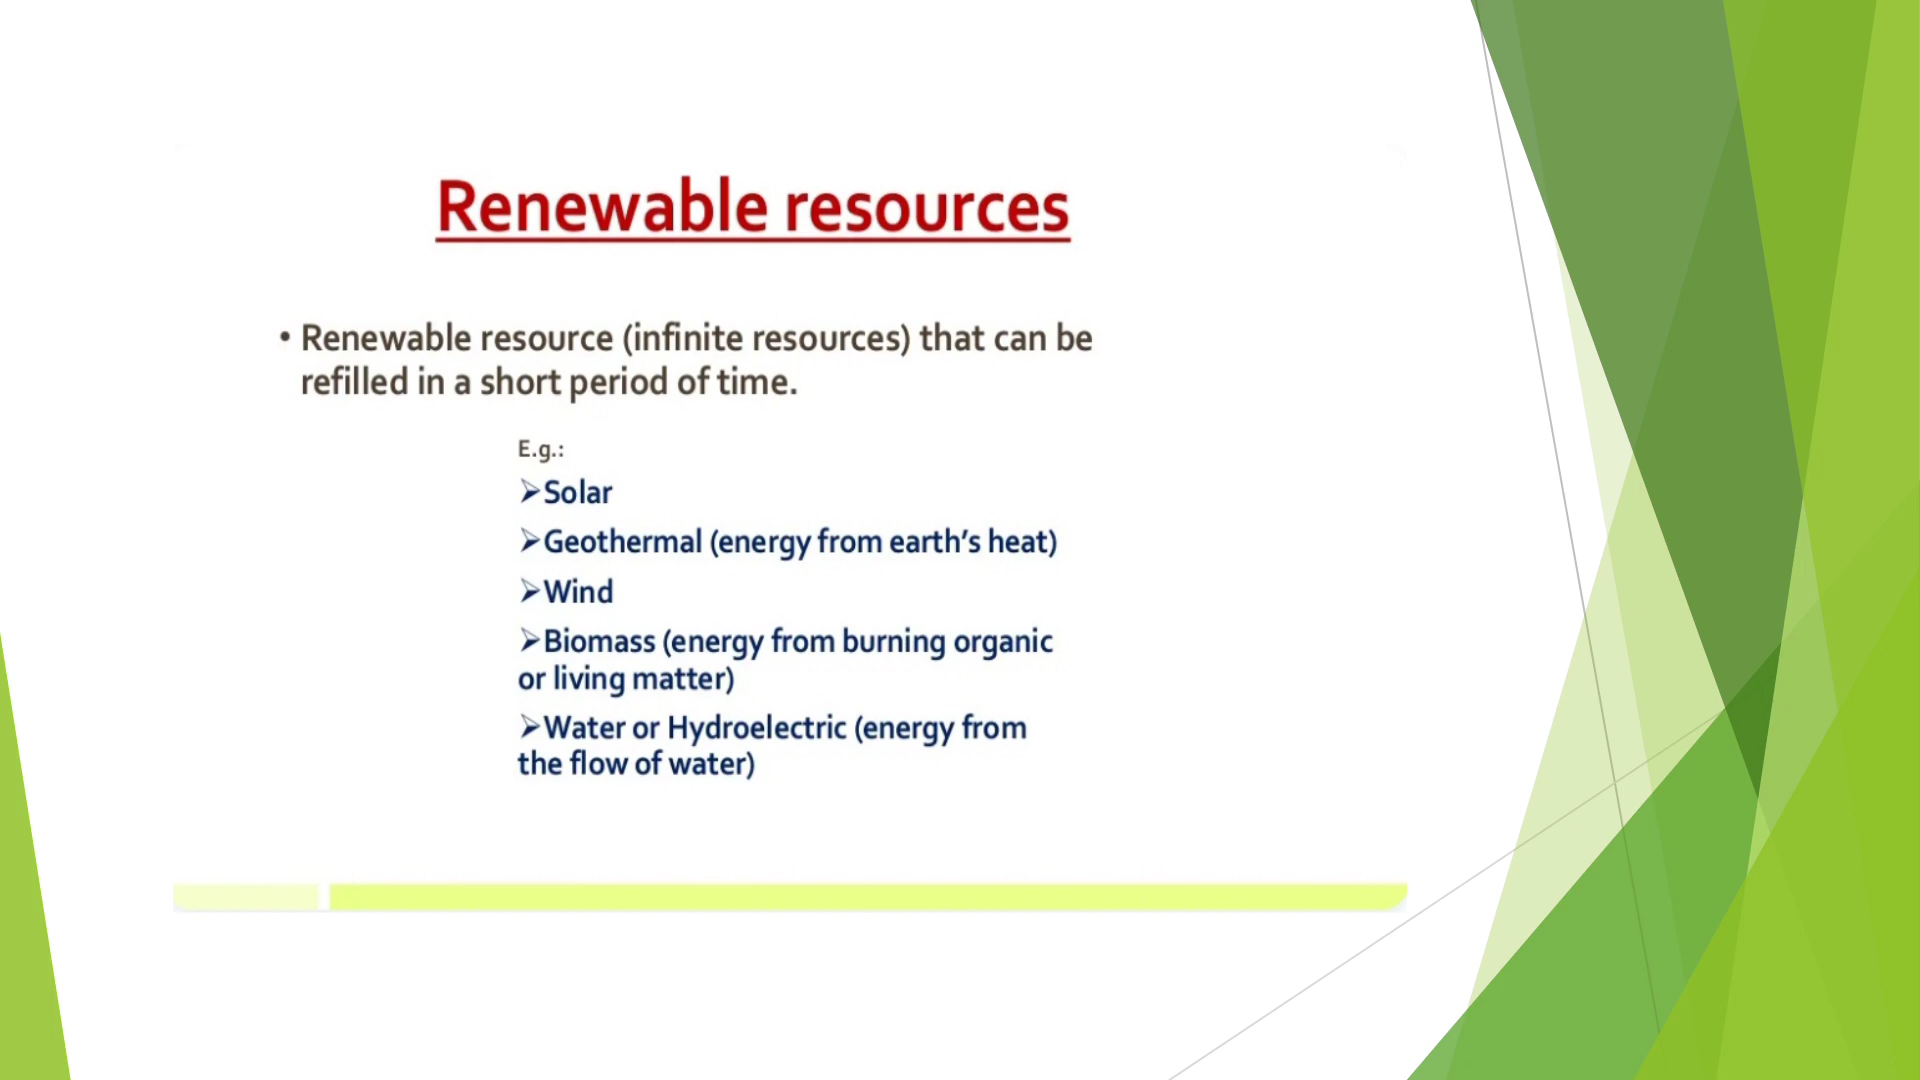 Renewable resources
• Renewable resource (infinite resources) that can be
refilled in a short period of time.
E.g.:
➢Solar
➢Geothermal (energy from earth’s heat)
➢Wind
➢Biomass (energy from burning organic
or living matter)
➢Water or Hydroelectric (energy from
the flow of water)